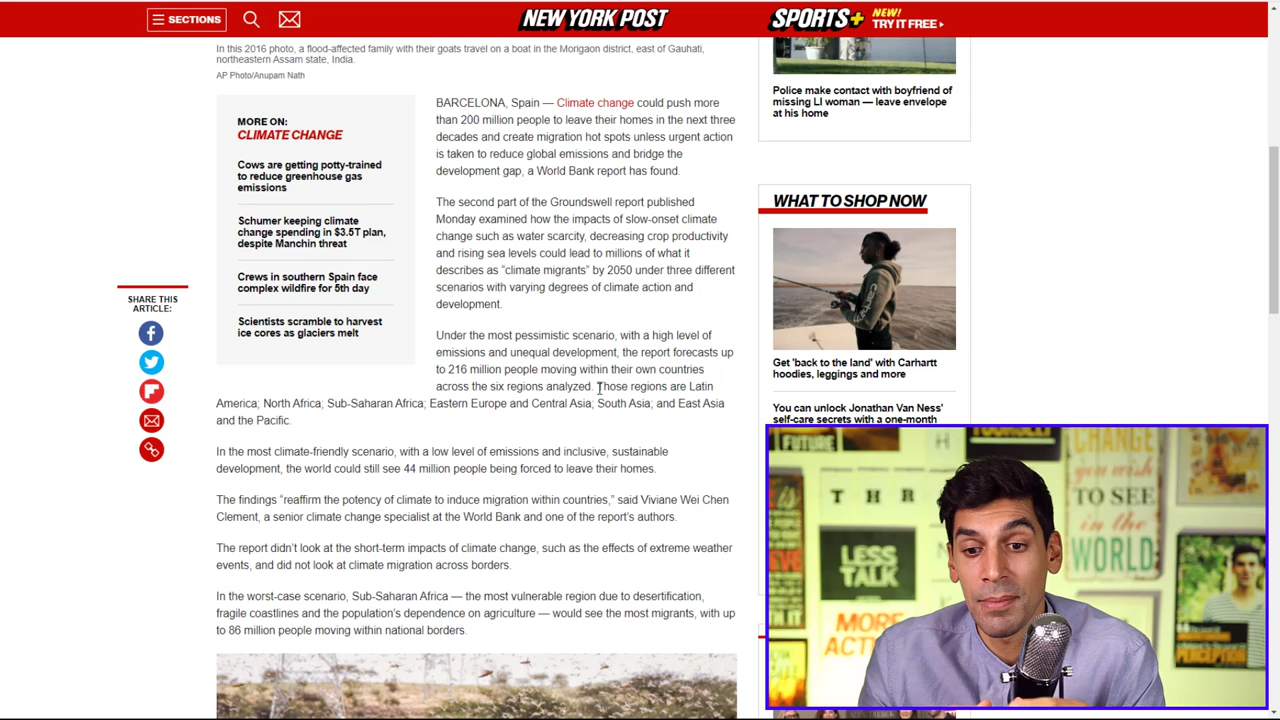 SECTIONS
NEW YORK POST
SPORTS+
NEW!
TRY IT FREE
In this 2016 photo, a flood-affected family with their goats travel on a boat in the Morigaon district, east of Gauhati,
northeastern Assam state, India.
AP Photo/Anupam Nath
MORE ON:
CLIMATE CHANGE
Cows are getting potty-trained
to reduce greenhouse gas
emissions
Schumer keeping climate
change spending in $3.5T plan,
despite Manchin threat
Crews in southern Spain face
complex wildfire for 5th day
Scientists scramble to harvest
ice cores as glaciers melt
SHARE THIS
ARTICLE:
BARCELONA, Spain — Climate change could push more
than 200 million people to leave their homes in the next three
decades and create migration hot spots unless urgent action
is taken to reduce global emissions and bridge the
development gap, a World Bank report has found.
The second part of the Groundswell report published
Monday examined how the impacts of slow-onset climate
change such as water scarcity, decreasing crop productivity
and rising sea levels could lead to millions of what it
describes as “climate migrants” by 2050 under three different
scenarios with varying degrees of climate action and
development.
Under the most pessimistic scenario, with a high level of
emissions and unequal development, the report forecasts up
to 216 million people moving within their own countries
across the six regions analyzed. Those regions are Latin
America; North Africa; Sub-Saharan Africa; Eastern Europe and Central Asia; South Asia; and East Asia
and the Pacific.
In the most climate-friendly scenario, with a low level of emissions and inclusive, sustainable
development, the world could still see 44 million people being forced to leave their homes.
The findings “reaffirm the potency of climate to induce migration within countries,” said Viviane Wei Chen
Clement, a senior climate change specialist at the World Bank and one of the report’s authors.
The report didn’t look at the short-term impacts of climate change, such as the effects of extreme weather
events, and did not look at climate migration across borders.
In the worst-case scenario, Sub-Saharan Africa — the most vulnerable region due to desertification,
fragile coastlines and the population’s dependence on agriculture — would see the most migrants, with up
to 86 million people moving within national borders.
Police make contact with boyfriend of
missing LI woman — leave envelope
at his home
WHAT TO SHOP NOW
Get 'back to the land' with Carhartt
hoodies, leggings and more
You can unlock Jonathan Van Ness'
self-care secrets with a one-month
FUTURE
THR
LESS
TALK
MORE
CHANGE
TO SEE
in the
WORLD
PERCEPTION